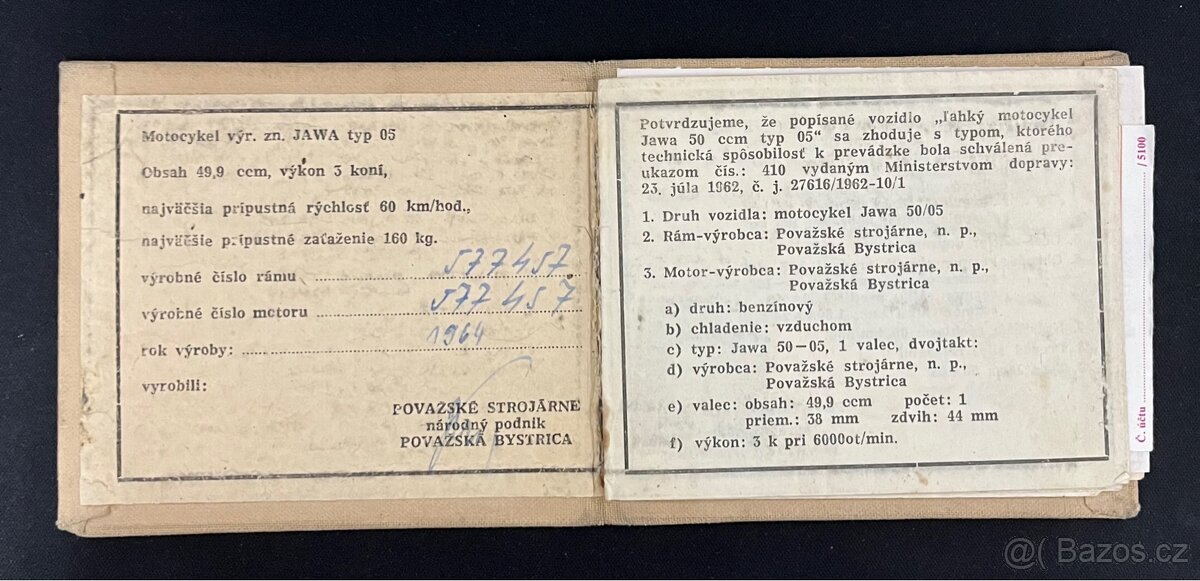 Motocykel výr. zn. JAWA typ 05
Obsah 49,9 ccm, výkon 3 koní,
najväčšia prípustná rýchlosť 60 km/hod.,
najväčšie prípustné zaťaženie 160 kg.
výrobné číslo rámu 577457
výrobné číslo motoru 577457
rok výroby: 1964
vyrobili:
POVAŽSKÉ STROJÁRNE
národný podnik
POVAŽSKÁ BYSTRICA
Potvrdzujeme, že popísané vozidlo „ľahký motocykel
Jawa 50 ccm typ 05“ sa zhoduje s typom, ktorého
technická spôsobilosť k prevádzke bola schválená pre-
ukazom čís.: 410 vydaným Ministerstvom dopravy:
23. júla 1962, č. j. 27616/1962-10/1
1. Druh vozidla: motocykel Jawa 50/05
2. Rám-výrobca: Považské strojárne, n. p.,
Považská Bystrica
3. Motor-výrobca: Považské strojárne, n. p.,
Považská Bystrica
a) druh: benzínový
b) chladenie: vzduchom
c) typ: Jawa 50—05, 1 valec, dvojtakt:
d) výrobca: Považské strojárne, n. p.,
Považská Bystrica
e) valec: obsah: 49,9 ccm počet: 1
priem.: 38 mm zdvih: 44 mm
f) výkon: 3 k pri 6000ot/min.
Č. účtu / 5100
@( Bazos.cz